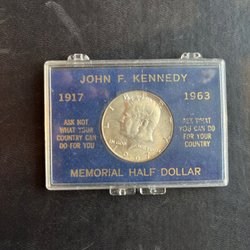 JOHN F. KENNEDY
1917
1963
ASK NOT
WHAT YOUR
COUNTRY CAN
DO FOR YOU
ASK WHAT
YOU CAN DO
FOR YOUR
COUNTRY
MEMORIAL HALF DOLLAR